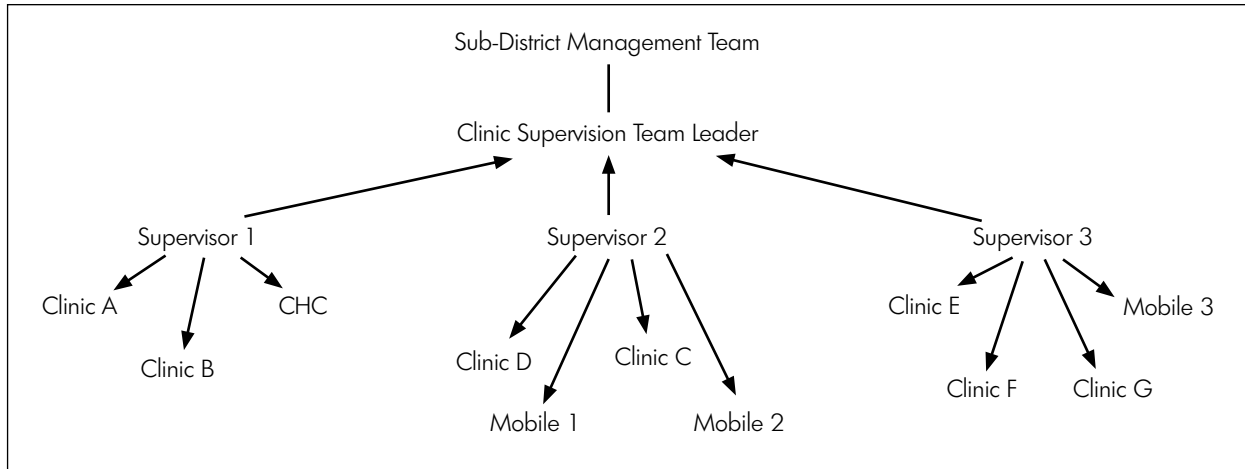 Sub-District Management Team
Clinic Supervision Team Leader
Supervisor 1
Supervisor 2
Supervisor 3
Clinic A
CHC
Clinic B
Clinic D
Clinic C
Mobile 1
Mobile 2
Clinic E
Mobile 3
Clinic F
Clinic G